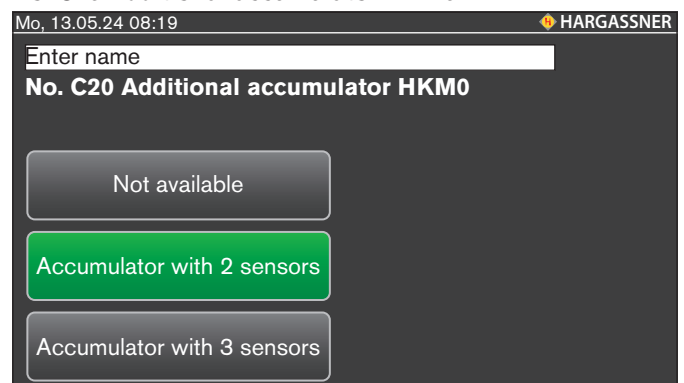 Mo, 13.05.24 08:19 HARGASSNER
Enter name
No. C20 Additional accumulator HKM0
Not available
Accumulator with 2 sensors
Accumulator with 3 sensors